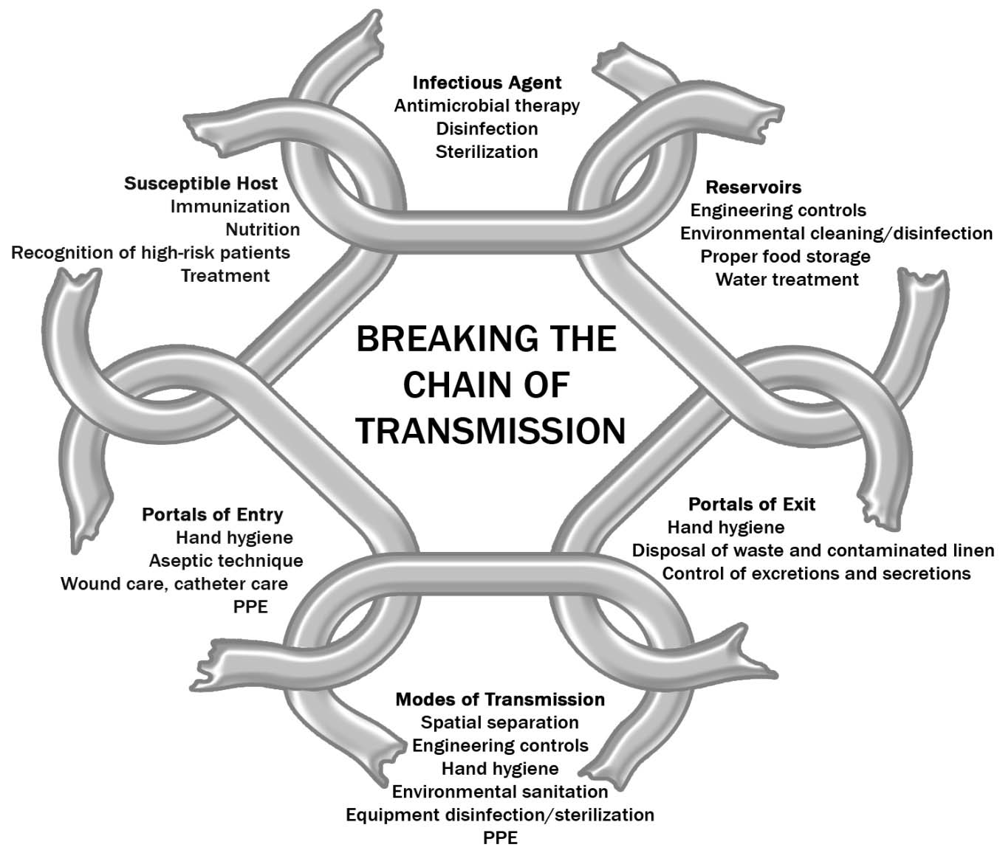 Infectious Agent
Antimicrobial therapy
Disinfection
Sterilization
Susceptible Host
Immunization
Nutrition
Recognition of high-risk patients
Treatment
Reservoirs
Engineering controls
Environmental cleaning/disinfection
Proper food storage
Water treatment
BREAKING THE
CHAIN OF
TRANSMISSION
Portals of Entry
Hand hygiene
Aseptic technique
Wound care, catheter care
PPE
Portals of Exit
Hand hygiene
Disposal of waste and contaminated linen
Control of excretions and secretions
Modes of Transmission
Spatial separation
Engineering controls
Hand hygiene
Environmental sanitation
Equipment disinfection/sterilization
PPE